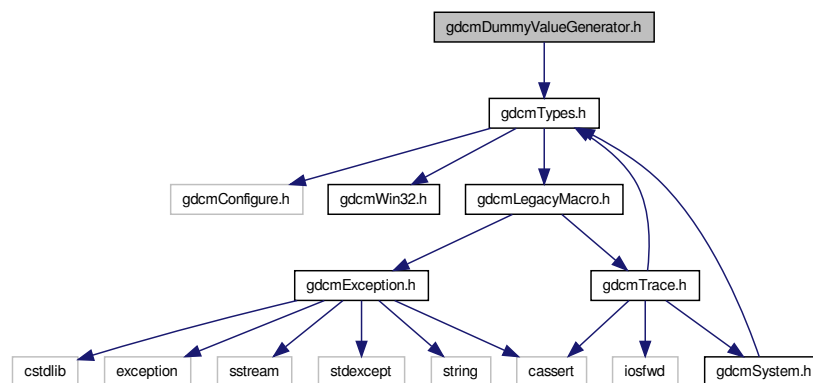 gdcmDummyValueGenerator.h
gdcmTypes.h
gdcmConfigure.h
gdcmWin32.h
gdcmLegacyMacro.h
gdcmException.h
gdcmTrace.h
cstdlib
exception
sstream
stdexcept
string
cassert
iosfwd
gdcmSystem.h